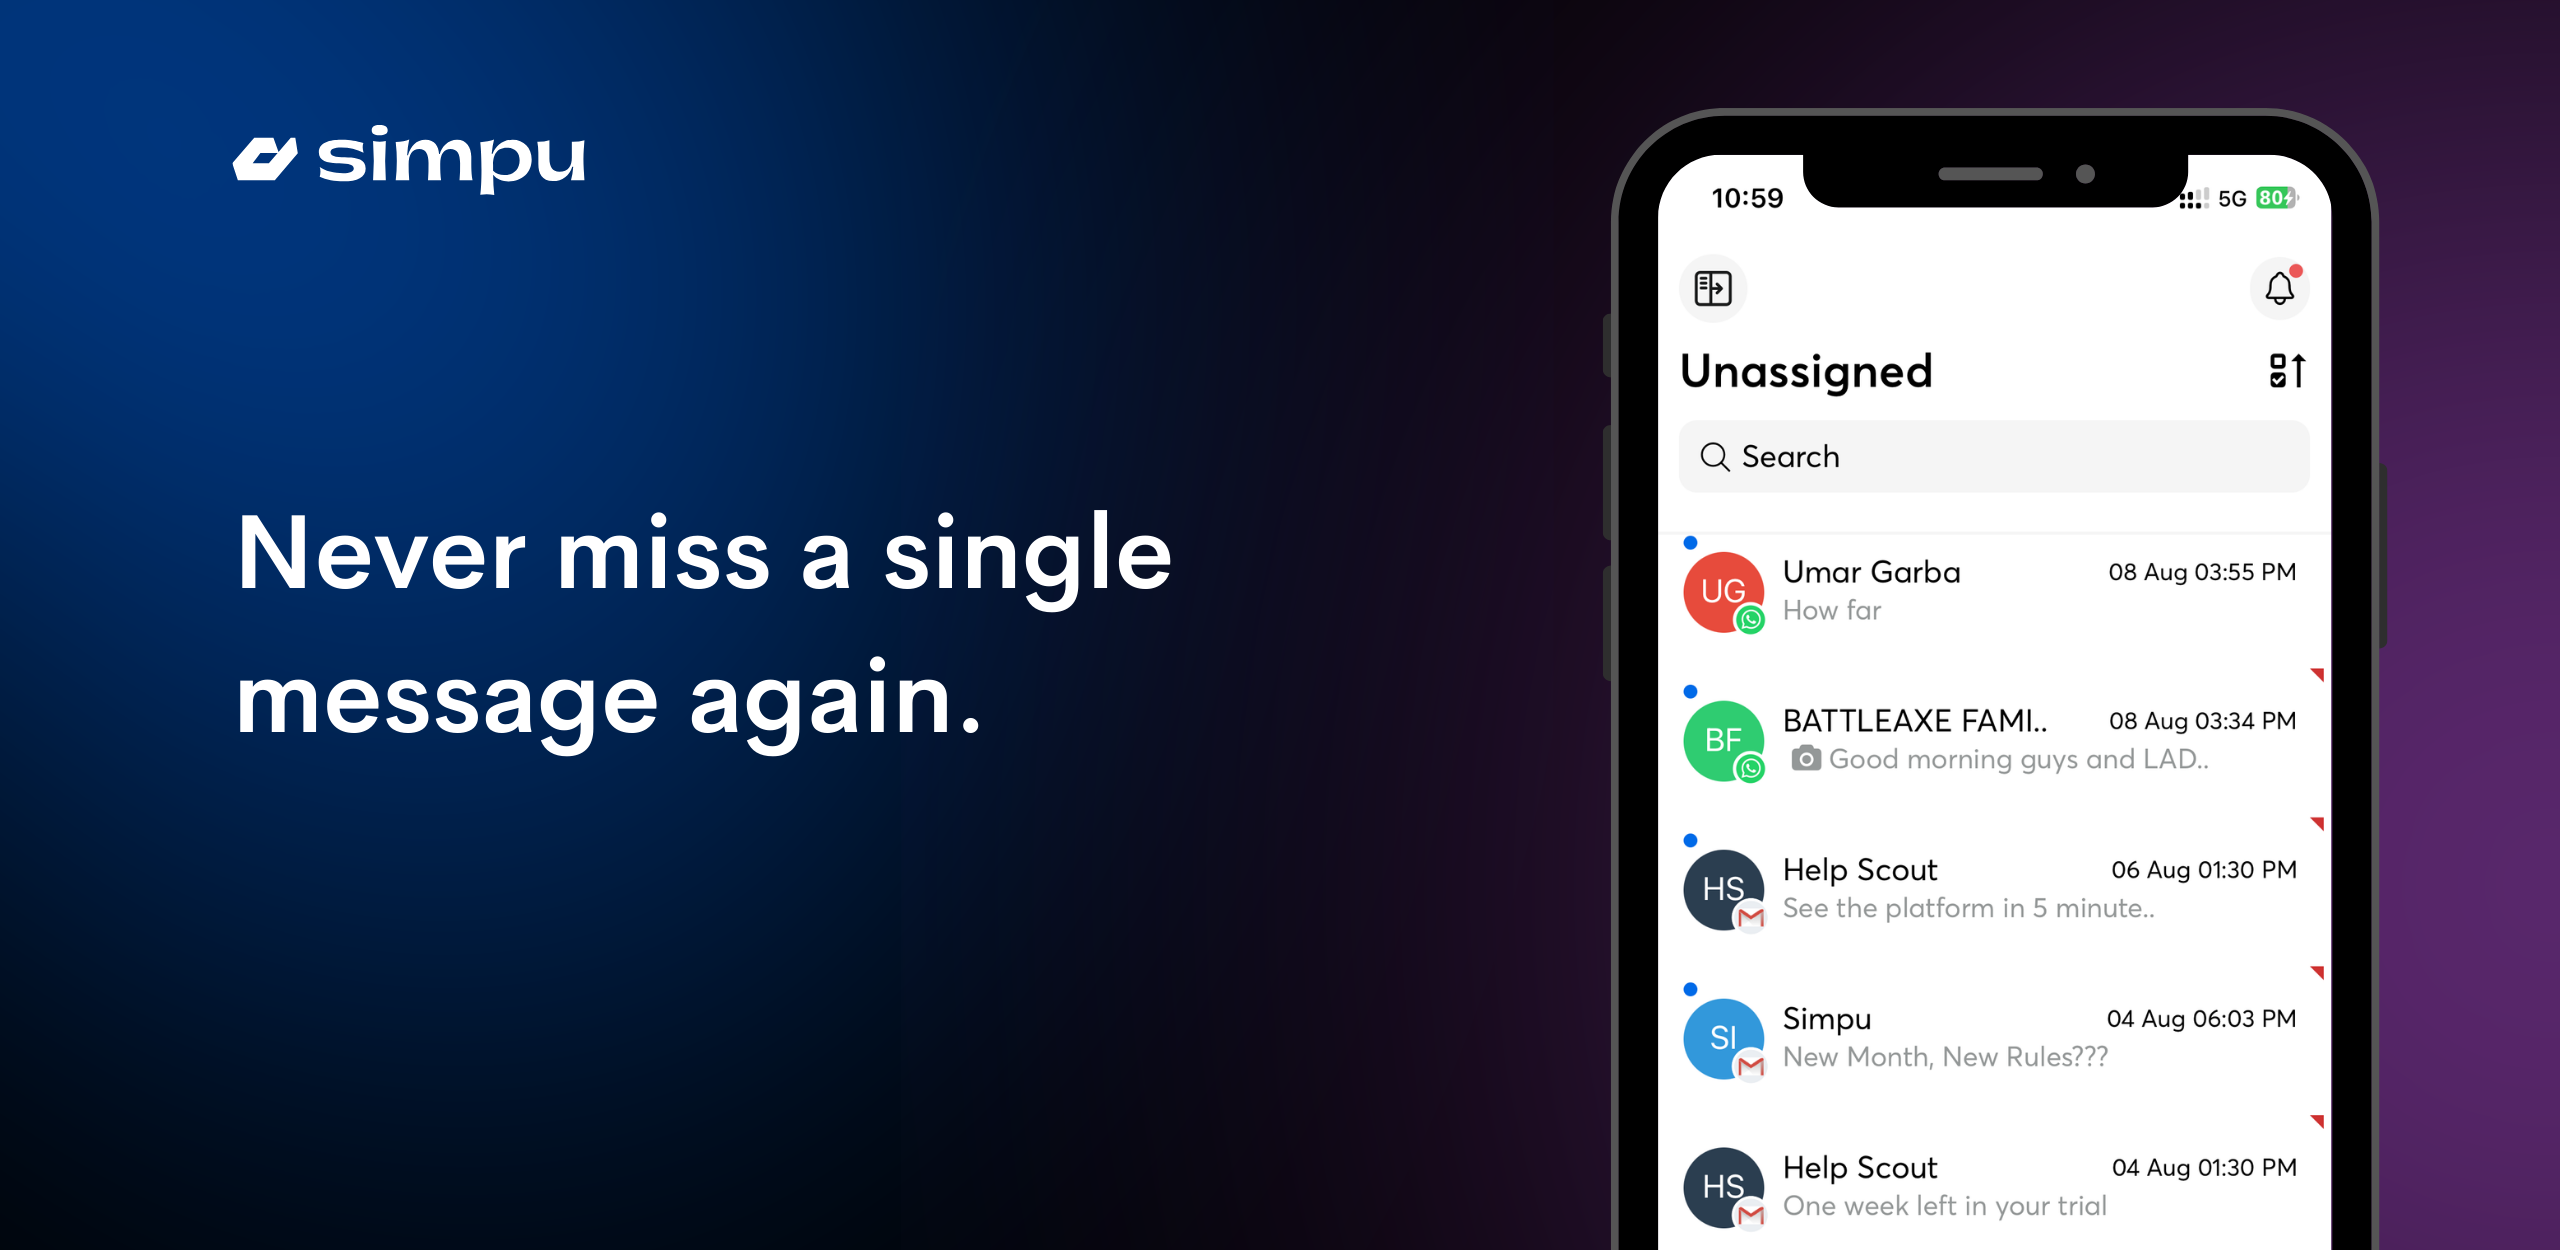 simpu
Never miss a single
message again.
10:59
5G 80
Unassigned
Search
UG Umar Garba 08 Aug 03:55 PM
How far
BF BATTLEAXE FAMI.. 08 Aug 03:34 PM
Good morning guys and LAD..
HS Help Scout 06 Aug 01:30 PM
See the platform in 5 minute..
SI Simpu 04 Aug 06:03 PM
New Month, New Rules???
HS Help Scout 04 Aug 01:30 PM
One week left in your trial